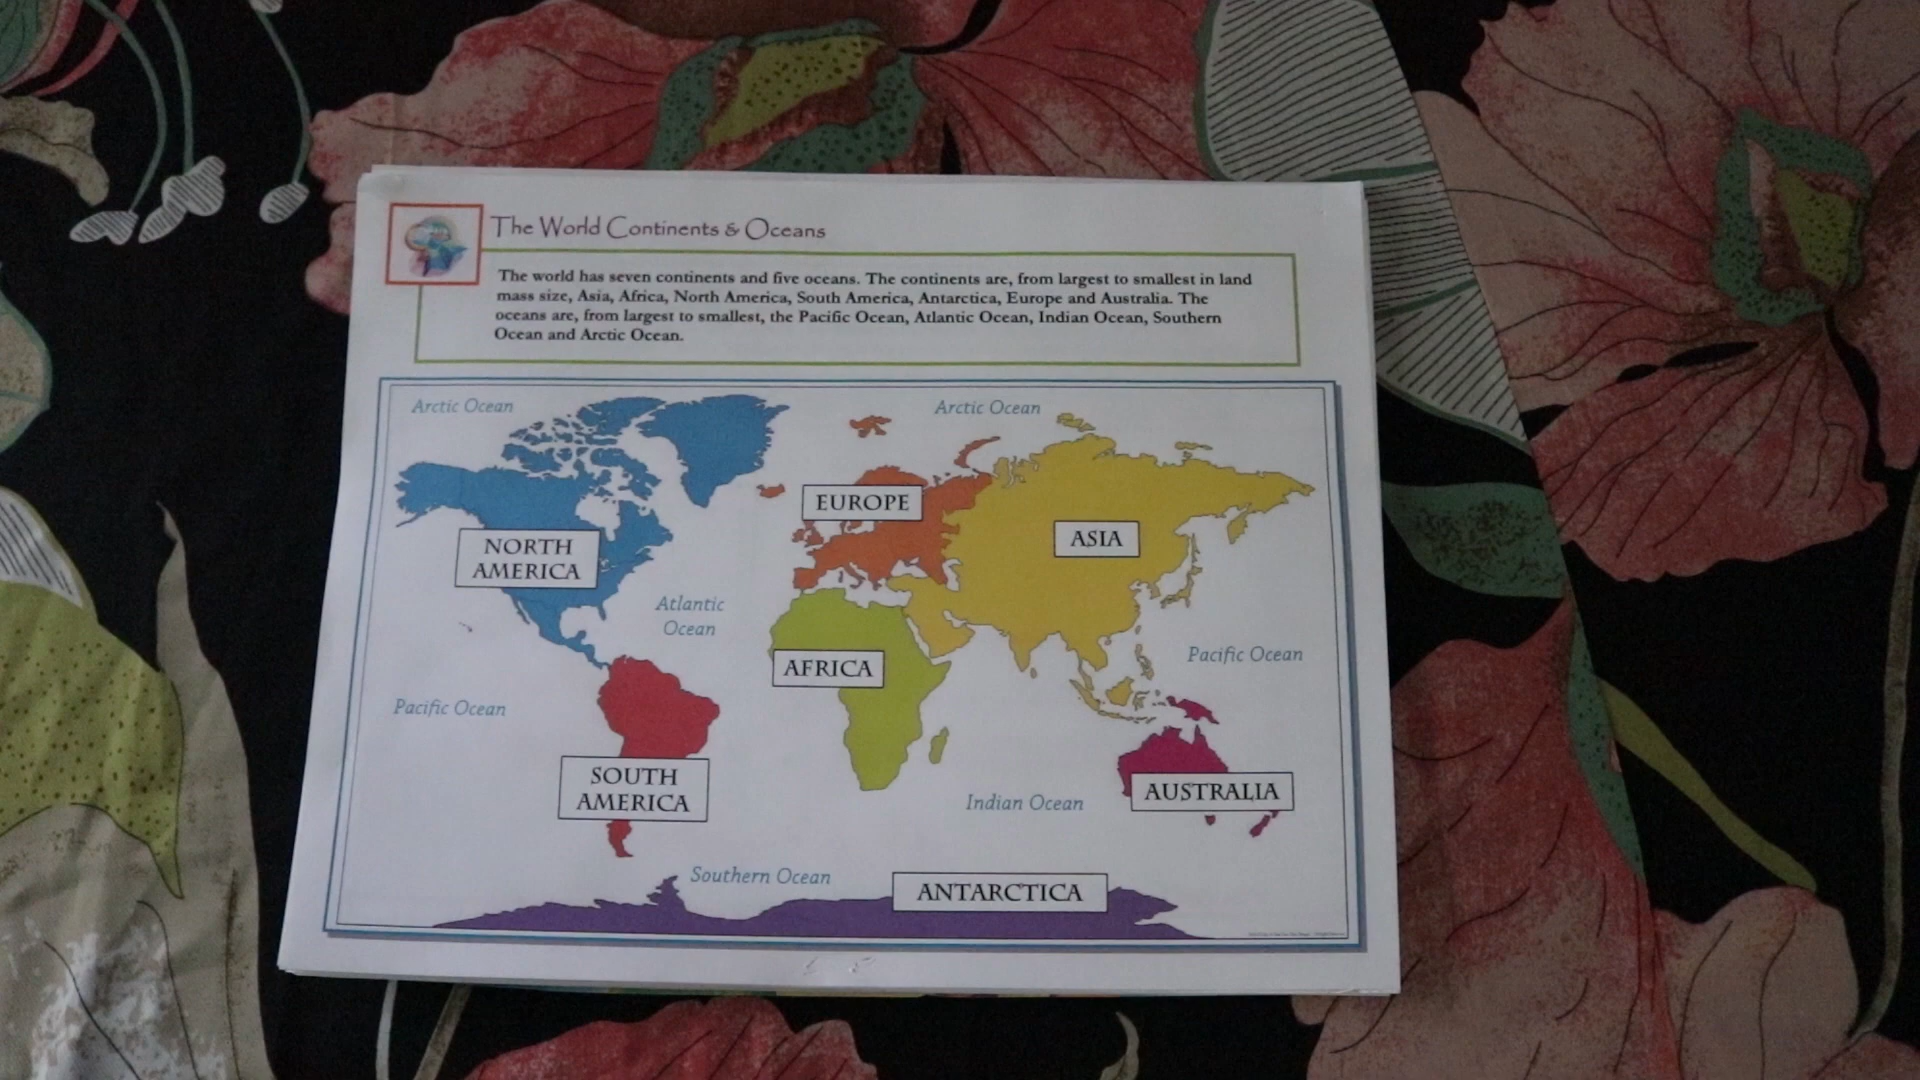 The World Continents & Oceans
The world has seven continents and five oceans. The continents are, from largest to smallest in land
mass size, Asia, Africa, North America, South America, Antarctica, Europe and Australia. The
oceans are, from largest to smallest, the Pacific Ocean, Atlantic Ocean, Indian Ocean, Southern
Ocean and Arctic Ocean.
Arctic Ocean
Arctic Ocean
EUROPE
ASIA
NORTH
AMERICA
Atlantic
Ocean
Pacific Ocean
AFRICA
Pacific Ocean
SOUTH
AMERICA
AUSTRALIA
Indian Ocean
Southern Ocean
ANTARCTICA